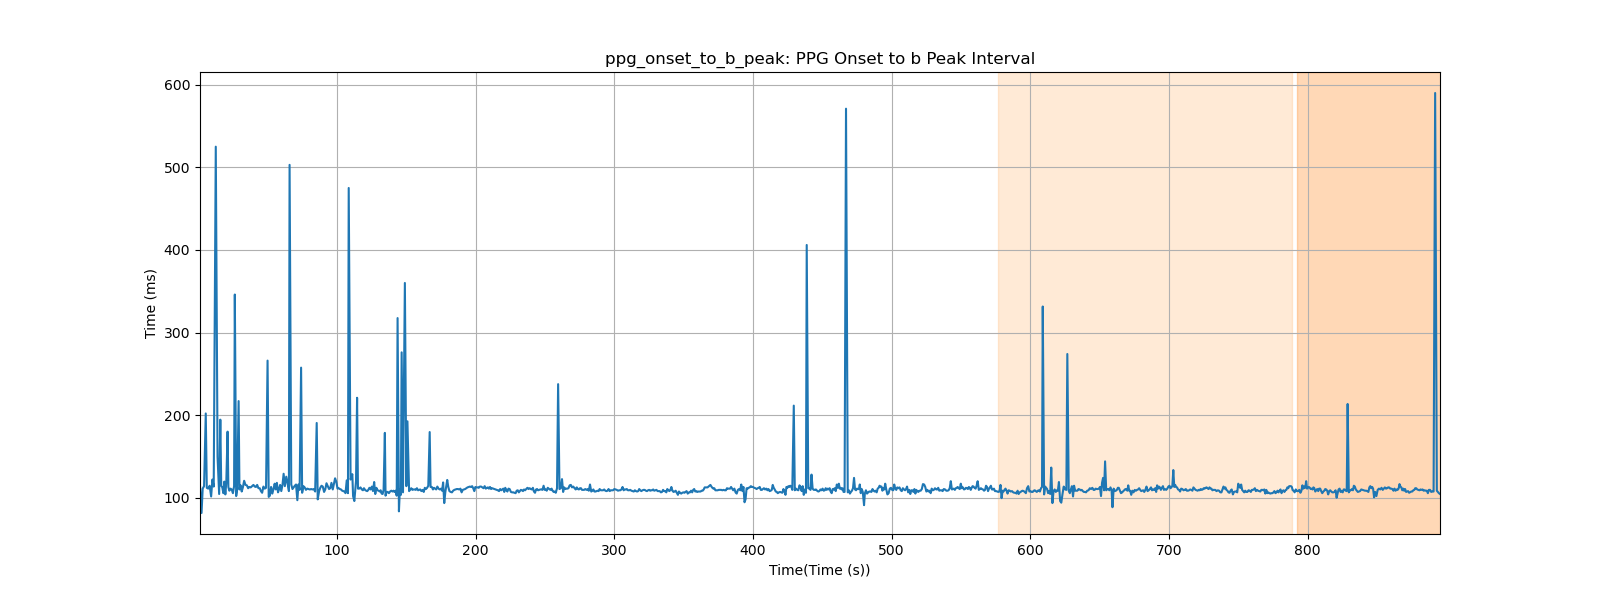 ppg_onset_to_b_peak: PPG Onset to b Peak Interval
600
500
400
300
200
100
Time (ms)
100 200 300 400 500 600 700 800
Time(Time (s))